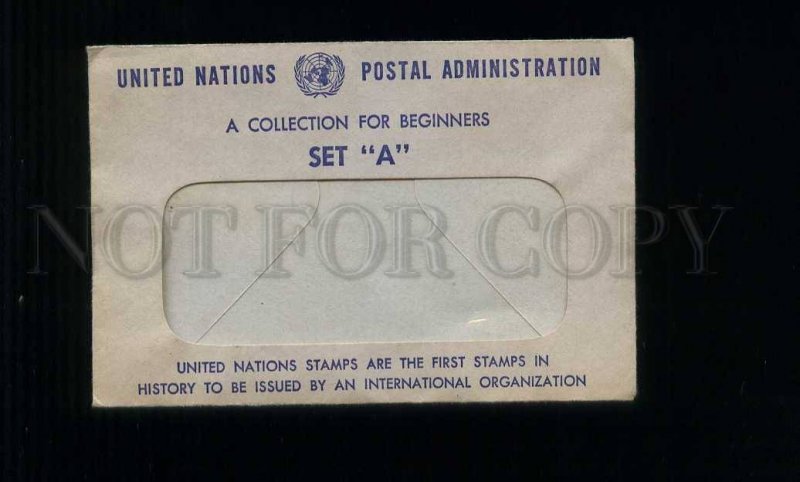 UNITED NATIONS POSTAL ADMINISTRATION
A COLLECTION FOR BEGINNERS
SET "A"
NOT FOR COPY
UNITED NATIONS STAMPS ARE THE FIRST STAMPS IN
HISTORY TO BE ISSUED BY AN INTERNATIONAL ORGANIZATION